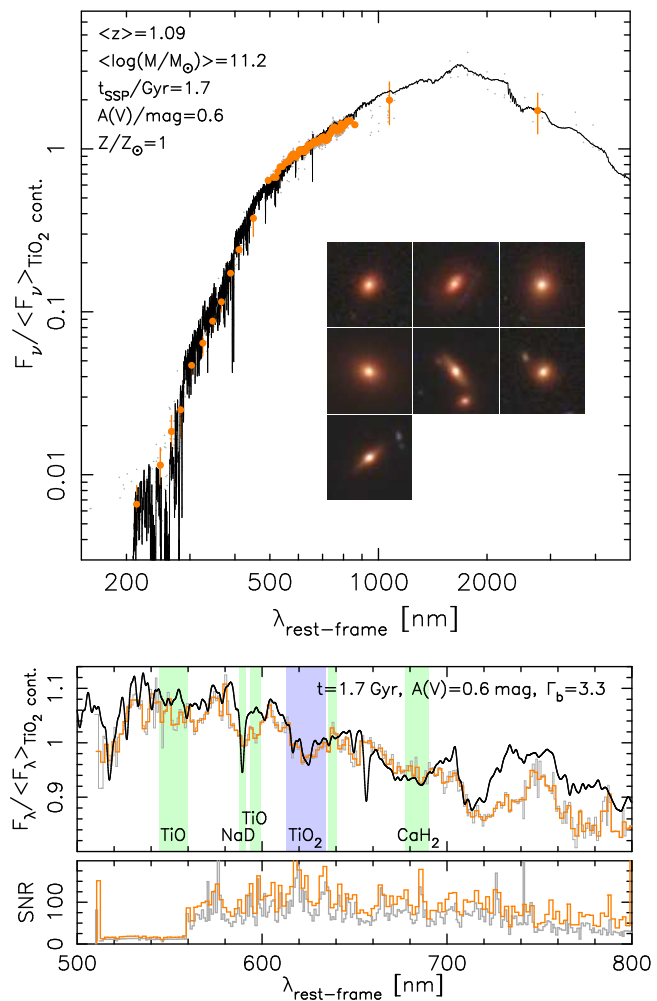 <z>=1.09
<log(M/M☉)>=11.2
t_SSP/Gyr=1.7
A(V)/mag=0.6
Z/Z☉=1
F_ν/<F_ν>_TiO₂ cont.
1
0.1
0.01
200 500 1000 2000
λ_rest−frame [nm]
t=1.7 Gyr, A(V)=0.6 mag, Γ_b=3.3
F_λ/<F_λ>_TiO₂ cont.
1.1
1
0.9
TiO NaD TiO TiO₂ CaH₂
SNR
100
0
500 600 700 800
λ_rest−frame [nm]